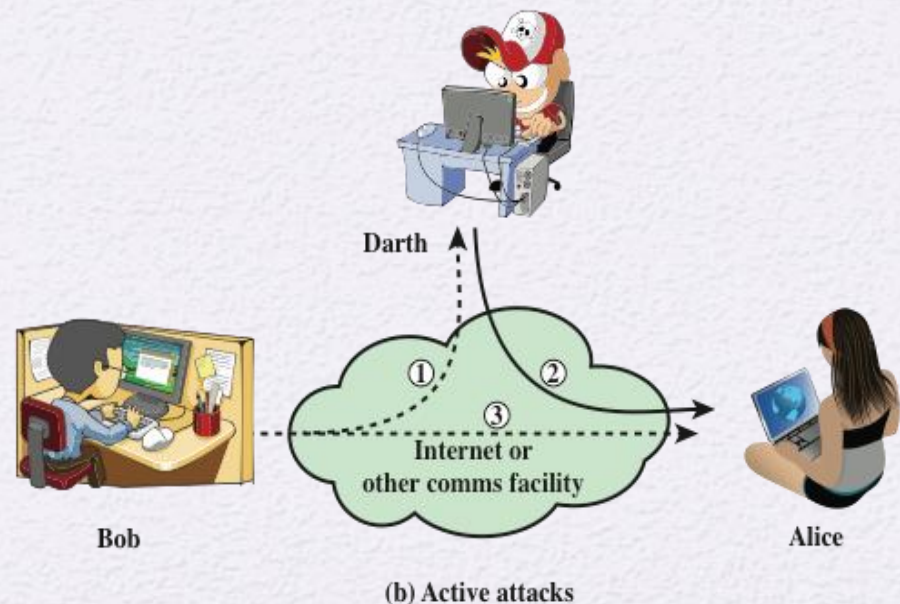 Darth
①
②
③
Internet or
other comms facility
Bob
Alice
(b) Active attacks